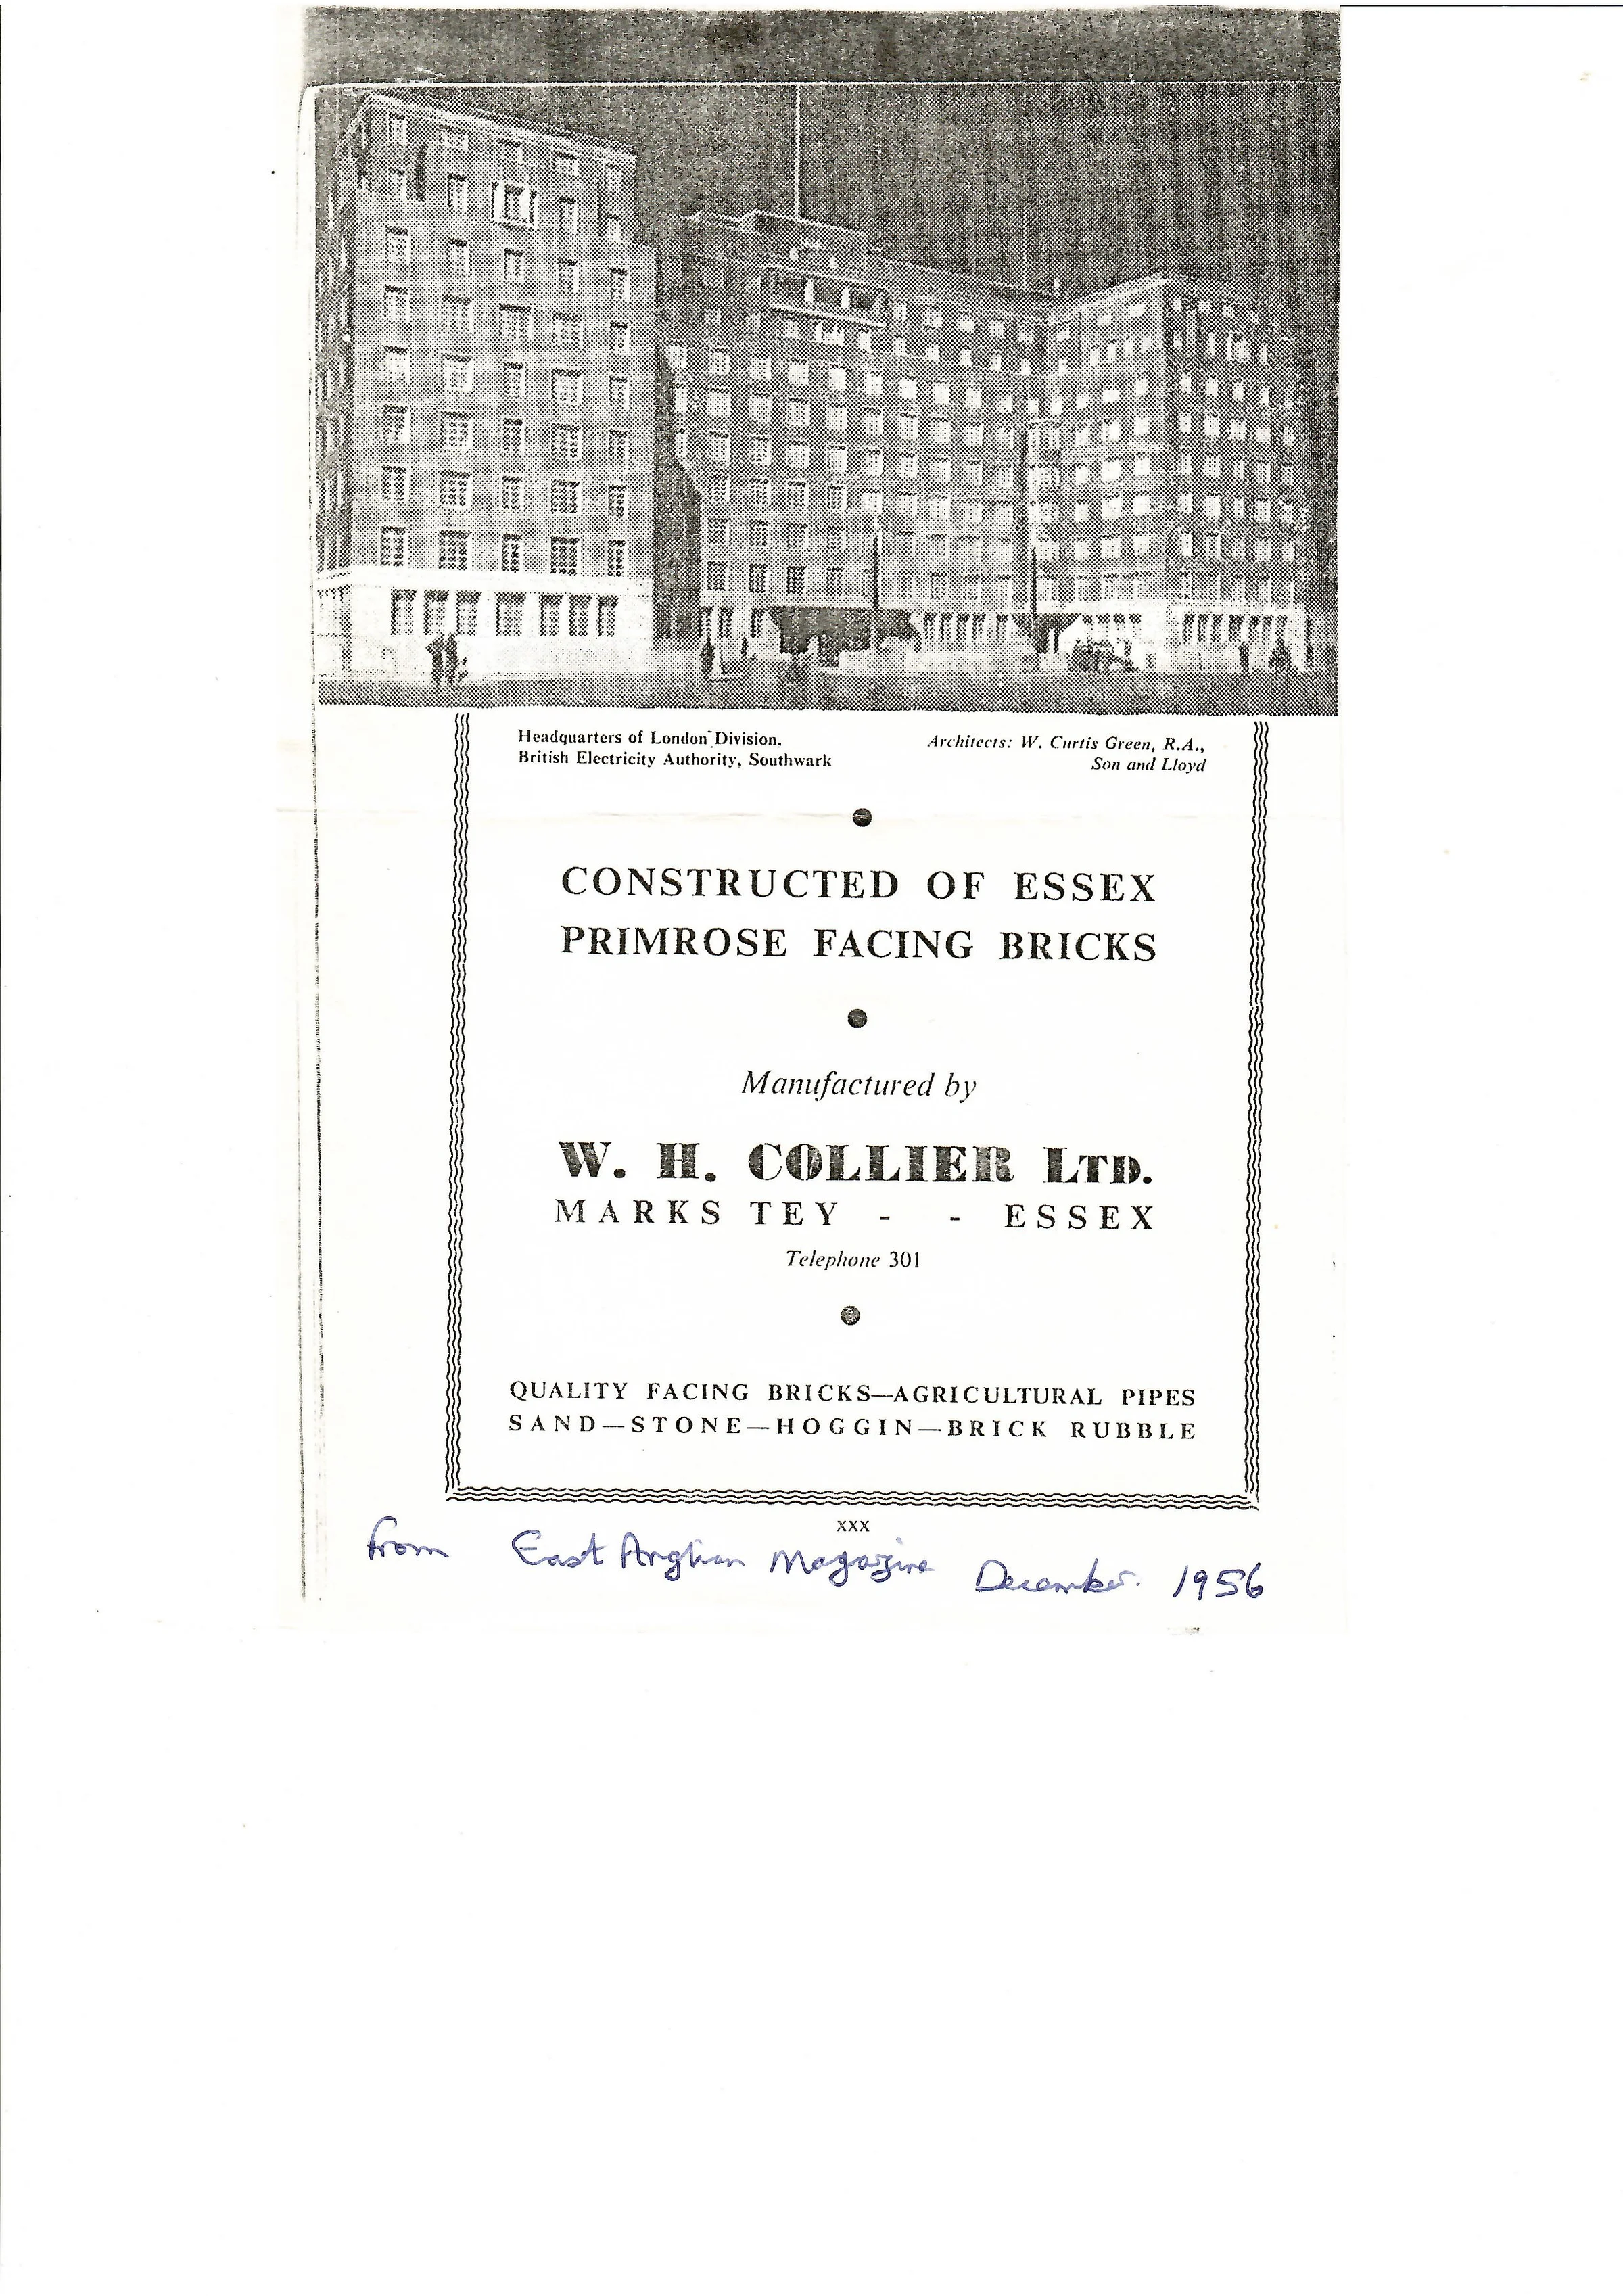 Headquarters of London Division,
British Electricity Authority, Southwark
Architects: W. Curtis Green, R.A.,
Son and Lloyd
CONSTRUCTED OF ESSEX
PRIMROSE FACING BRICKS
Manufactured by
W. H. COLLIER LTD.
MARKS TEY - - ESSEX
Telephone 301
QUALITY FACING BRICKS—AGRICULTURAL PIPES
SAND—STONE—HOGGIN—BRICK RUBBLE
XXX
from East Anglian Magazine December. 1956